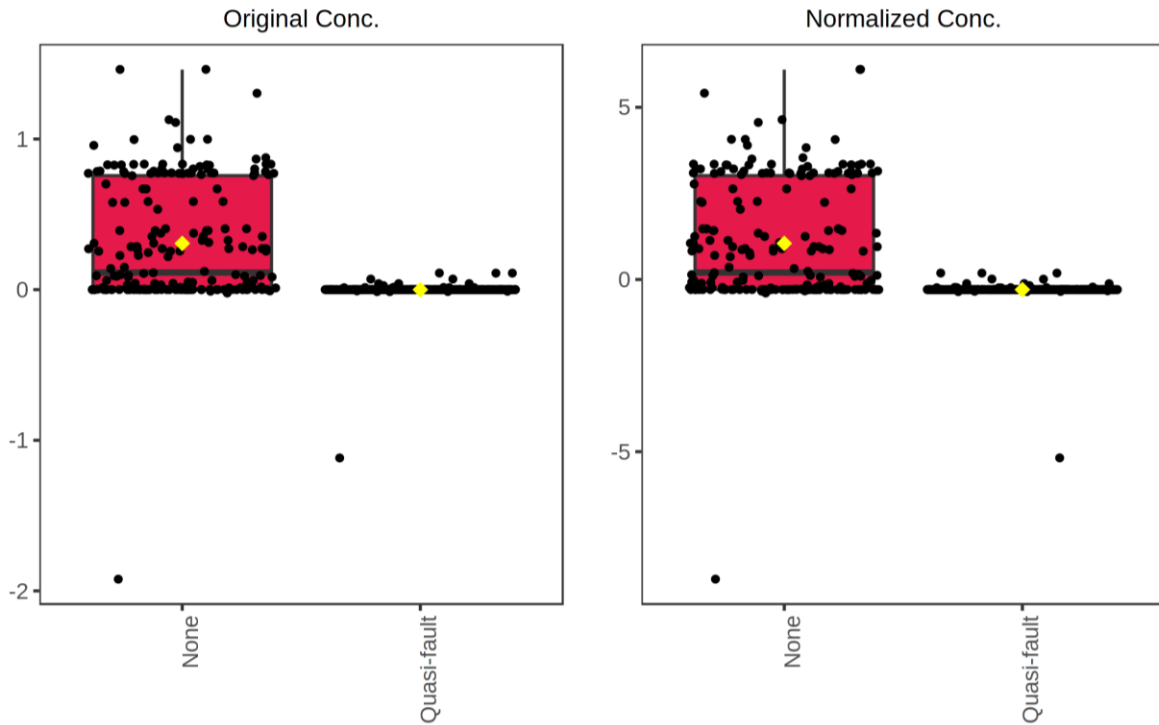 Original Conc.
1
0
-1
-2
None
Quasi-fault
Normalized Conc.
5
0
-5
None
Quasi-fault